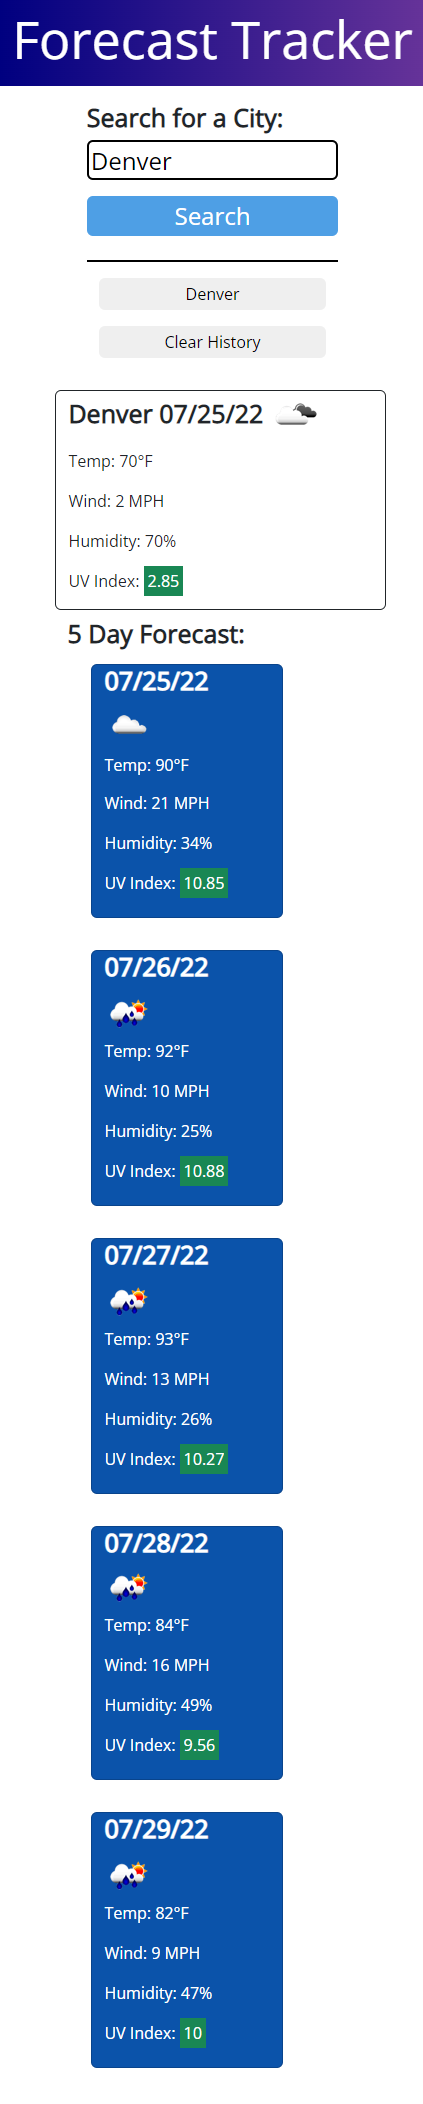 Forecast Tracker
Search for a City:
Denver
Search
Denver
Clear History
Denver 07/25/22
Temp: 70°F
Wind: 2 MPH
Humidity: 70%
UV Index: 2.85
5 Day Forecast:
07/25/22
Temp: 90°F
Wind: 21 MPH
Humidity: 34%
UV Index: 10.85
07/26/22
Temp: 92°F
Wind: 10 MPH
Humidity: 25%
UV Index: 10.88
07/27/22
Temp: 93°F
Wind: 13 MPH
Humidity: 26%
UV Index: 10.27
07/28/22
Temp: 84°F
Wind: 16 MPH
Humidity: 49%
UV Index: 9.56
07/29/22
Temp: 82°F
Wind: 9 MPH
Humidity: 47%
UV Index: 10